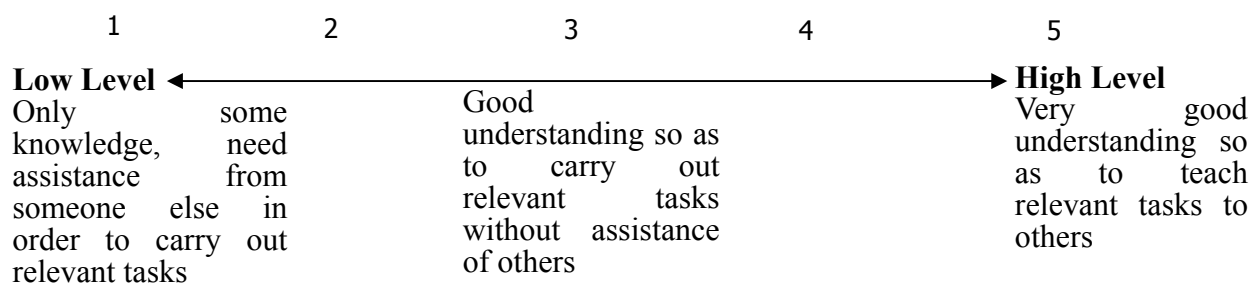 1 2 3 4 5
Low Level High Level
Only some
knowledge, need
assistance from
someone else in
order to carry out
relevant tasks
Good
understanding so as
to carry out
relevant tasks
without assistance
of others
Very good
understanding so
as to teach
relevant tasks to
others